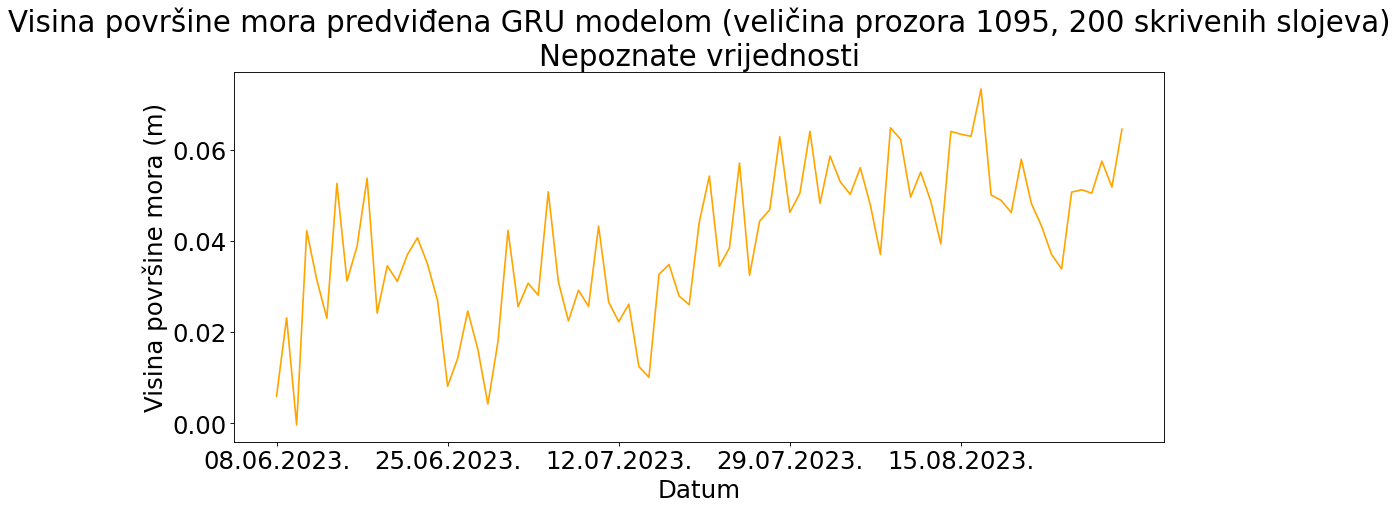 Visina površine mora predviđena GRU modelom (veličina prozora 1095, 200 skrivenih slojeva)
Nepoznate vrijednosti
Visina površine mora (m)
0.06
0.04
0.02
0.00
08.06.2023. 25.06.2023. 12.07.2023. 29.07.2023. 15.08.2023.
Datum